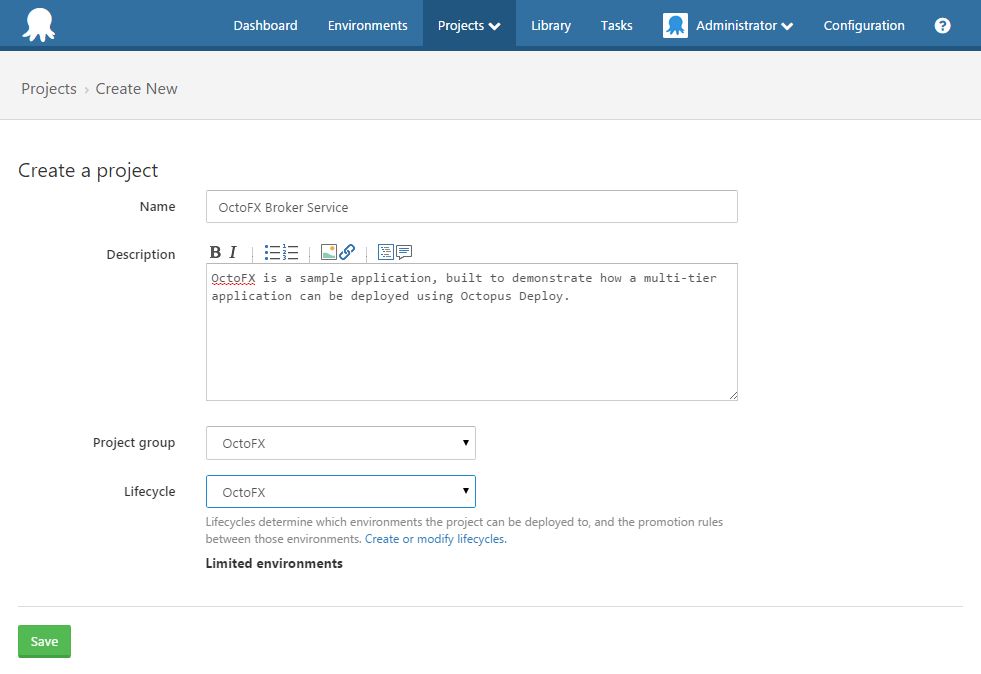 Dashboard Environments Projects Library Tasks Administrator Configuration ?
Projects › Create New
Create a project
Name OctoFX Broker Service
Description B I
OctoFX is a sample application, built to demonstrate how a multi-tier
application can be deployed using Octopus Deploy.
Project group OctoFX
Lifecycle OctoFX
Lifecycles determine which environments the project can be deployed to, and the promotion rules
between those environments. Create or modify lifecycles.
Limited environments
Save